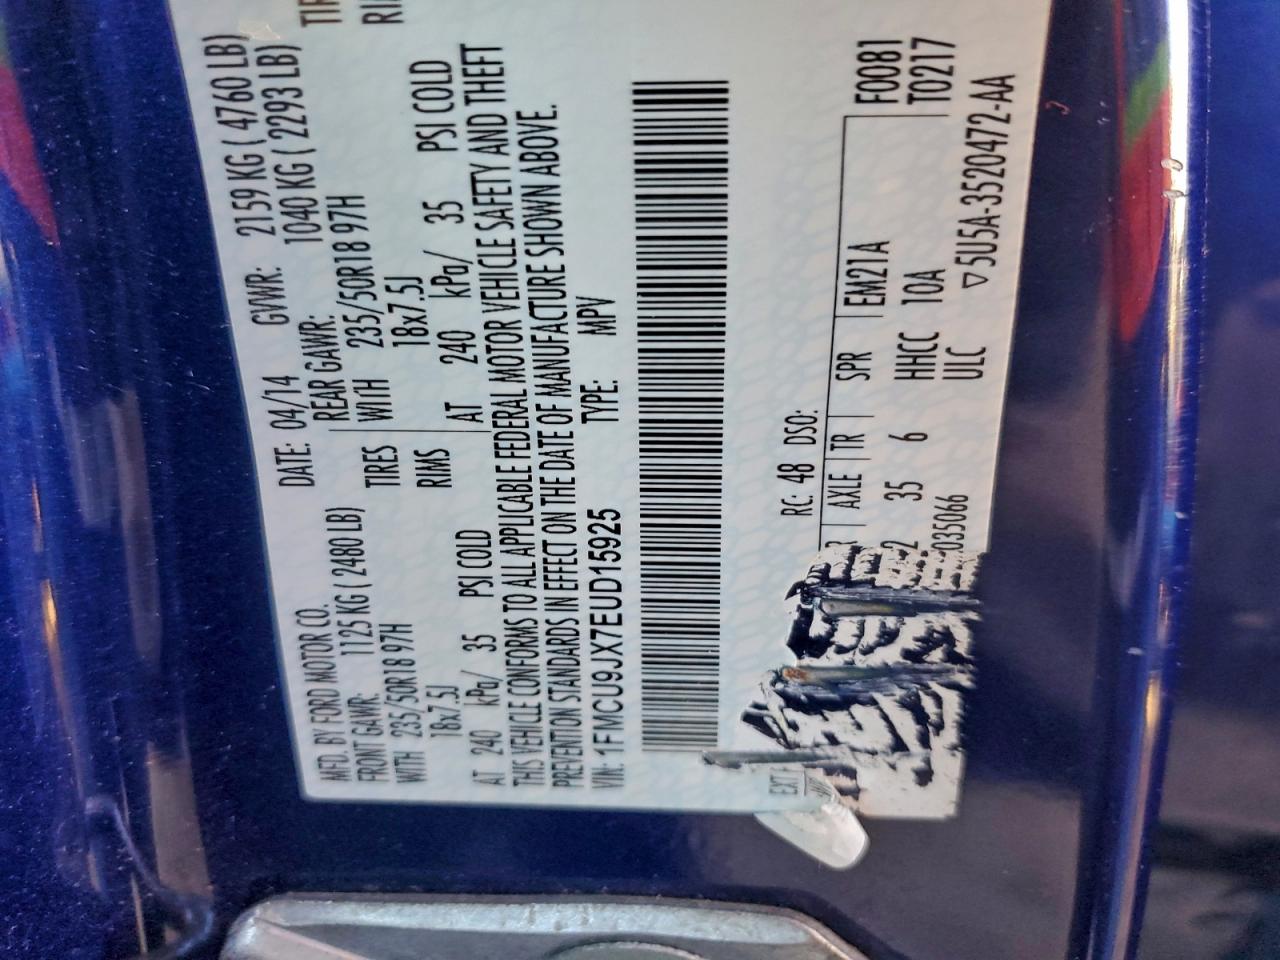 MFD. BY FORD MOTOR CO.
DATE: 04/14 GVWR: 2159 KG ( 4760 LB)
FRONT GAWR: 1125 KG ( 2480 LB)
REAR GAWR: 1040 KG ( 2293 LB)
WITH 235/50R18 97H TIRES WITH 235/50R18 97H
18x7.5J RIMS 18x7.5J
AT 240 kPa/ 35 PSI COLD AT 240 kPa/ 35 PSI COLD
THIS VEHICLE CONFORMS TO ALL APPLICABLE FEDERAL MOTOR VEHICLE SAFETY AND THEFT
PREVENTION STANDARDS IN EFFECT ON THE DATE OF MANUFACTURE SHOWN ABOVE.
VIN: 1FMCU9JX7EUD15925 TYPE: MPV
EXT
RC: 48 DSO:
AXLE TR SPR EM21A F0081
2 35 6 HHCC 10A T0217
035066 ULC ▽5U5A-3520472-AA